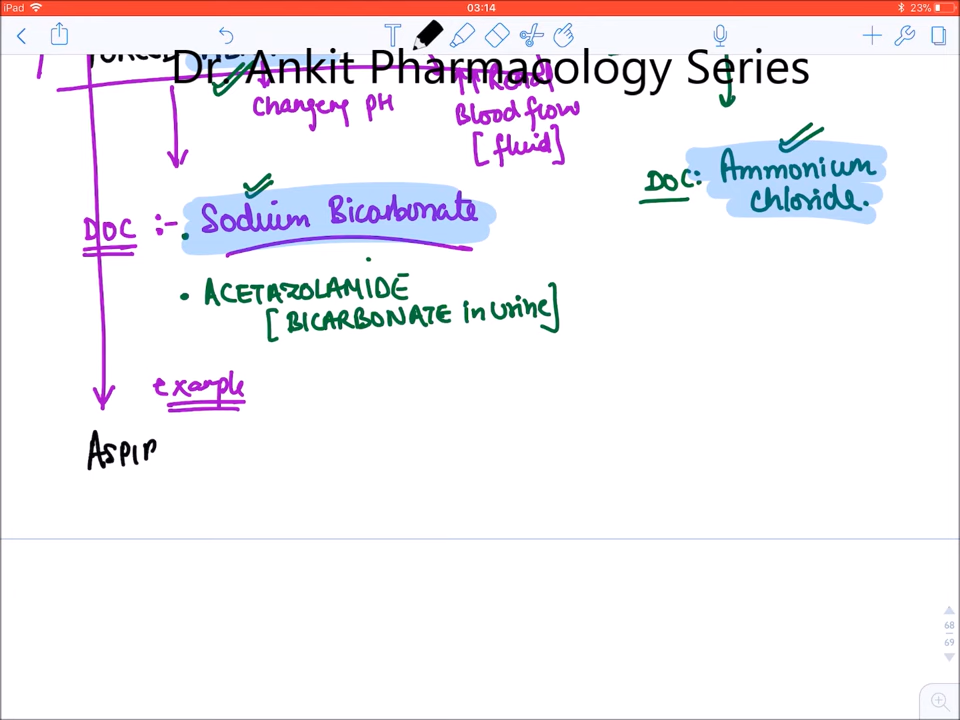 iPad 03:14 23%
T
Dr. Ankit Pharmacology Series
Changing pH
↑↑ Renal
Blood flow
[fluid]
DOC: Ammonium
chloride.
DOC :- • Sodium Bicarbonate
• ACETAZOLAMIDE
[BICARBONATE in urine]
example
Aspir
68
69